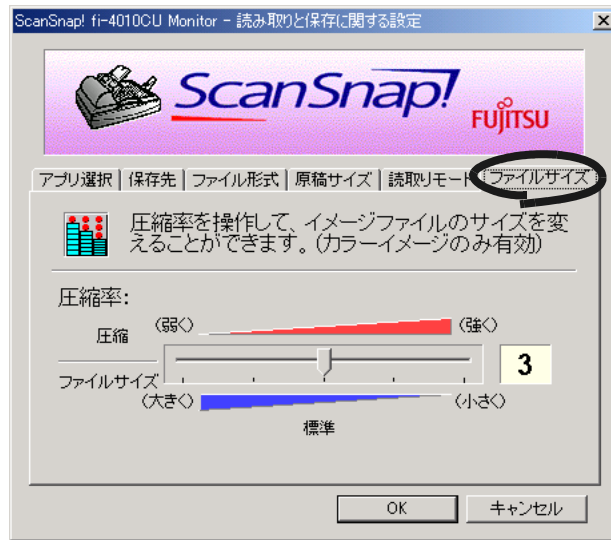 ScanSnap! fi-4010CU Monitor - 読み取りと保存に関する設定
ScanSnap!
FUJITSU
アプリ選択 保存先 ファイル形式 原稿サイズ 読取りモード ファイルサイズ
圧縮率を操作して、イメージファイルのサイズを変
えることができます。(カラーイメージのみ有効)
圧縮率:
(弱く) (強く)
圧縮
3
ファイルサイズ
(大きく) (小さく)
標準
OK キャンセル